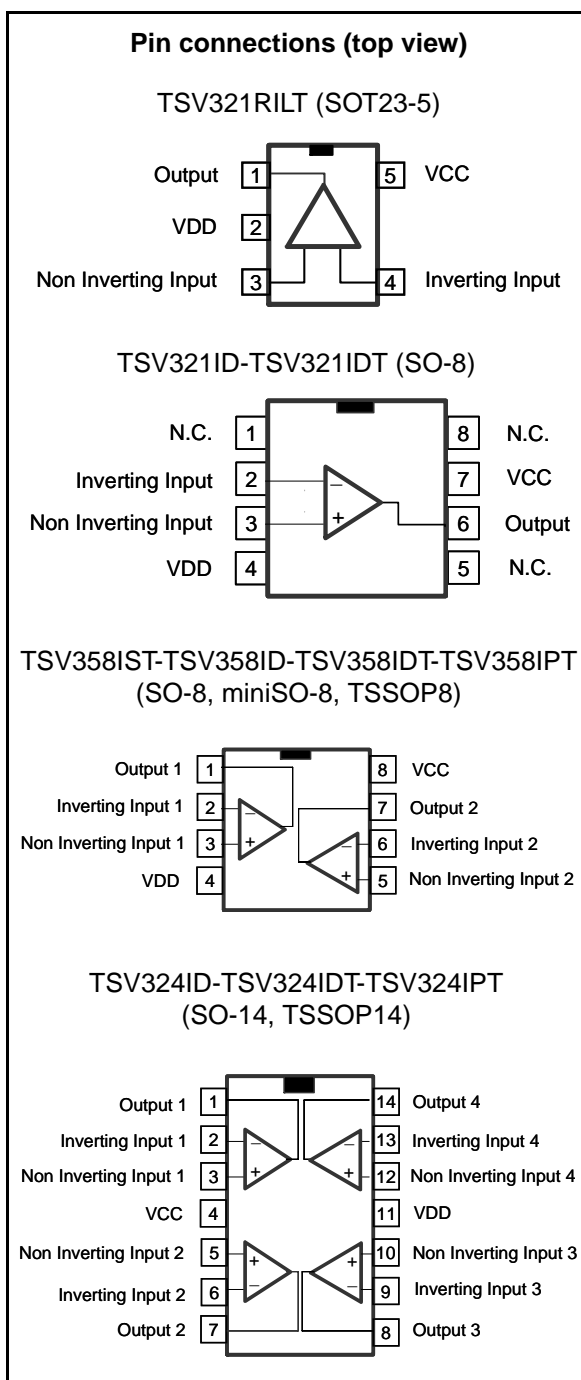 Pin connections (top view)
TSV321RILT (SOT23-5)
Output 1 5 VCC
VDD 2
Non Inverting Input 3 4 Inverting Input
TSV321ID-TSV321IDT (SO-8)
N.C. 1 8 N.C.
Inverting Input 2 − 7 VCC
Non Inverting Input 3 + 6 Output
VDD 4 5 N.C.
TSV358IST-TSV358ID-TSV358IDT-TSV358IPT
(SO-8, miniSO-8, TSSOP8)
Output 1 1 8 VCC
Inverting Input 1 2 − 7 Output 2
Non Inverting Input 1 3 + − 6 Inverting Input 2
VDD 4 + 5 Non Inverting Input 2
TSV324ID-TSV324IDT-TSV324IPT
(SO-14, TSSOP14)
Output 1 1 14 Output 4
Inverting Input 1 2 − − 13 Inverting Input 4
Non Inverting Input 1 3 + + 12 Non Inverting Input 4
VCC 4 11 VDD
Non Inverting Input 2 5 + + 10 Non Inverting Input 3
Inverting Input 2 6 − − 9 Inverting Input 3
Output 2 7 8 Output 3